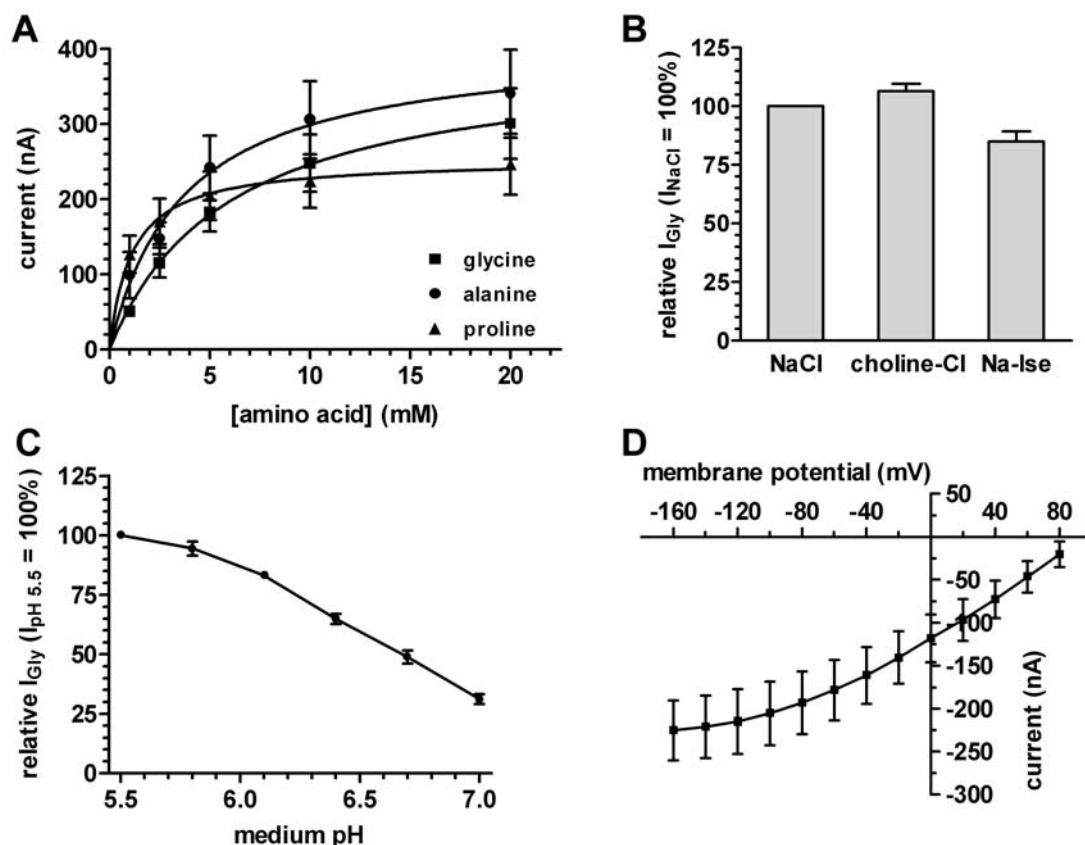 A
current (nA)
400
300
200
100
0
0 5 10 15 20
[amino acid] (mM)
glycine
alanine
proline
B
relative I_Gly (I_NaCl = 100%)
125
100
75
50
25
0
NaCl choline-Cl Na-Ise
C
relative I_Gly (I_pH 5.5 = 100%)
125
100
75
50
25
0
5.5 6.0 6.5 7.0
medium pH
D
membrane potential (mV)
-160 -120 -80 -40 40 80
50
-50
-100
-150
-200
-250
-300
current (nA)